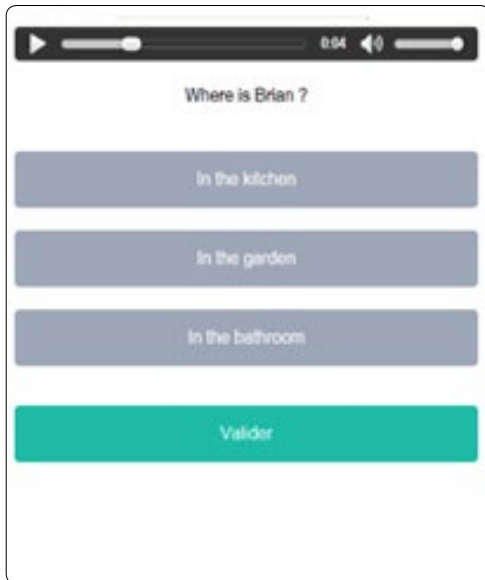 0:04
Where is Brian ?
In the kitchen
In the garden
In the bathroom
Valider